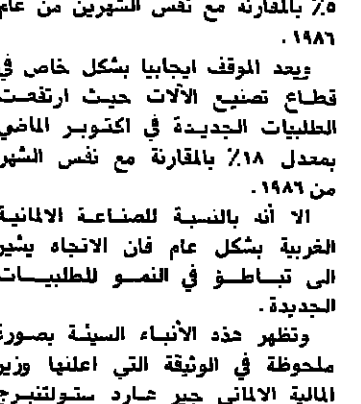 ٥٪ بالمقارنة مع نفس الشهرين من عام
١٩٨٦ .
ويعد الموقف ايجابيا بشكل خاص في
قطاع تصنيع الآلات حيث ارتفعت
الطلبيات الجديدة في اكتوبر الماضي
بمعدل ١٨٪ بالمقارنة مع نفس الشهر
من ١٩٨٦ .
الا أنه بالنسبة للصناعة الالمانية
الغربية بشكل عام فان الاتجاه يشير
الى تباطؤ في النمو للطلبيات
الجديدة .
وتظهر هذه الأنباء السيئة بصورة
ملحوظة في الوثيقة التي اعلنها وزير
المالية الالماني جير هارد ستولتنبرج